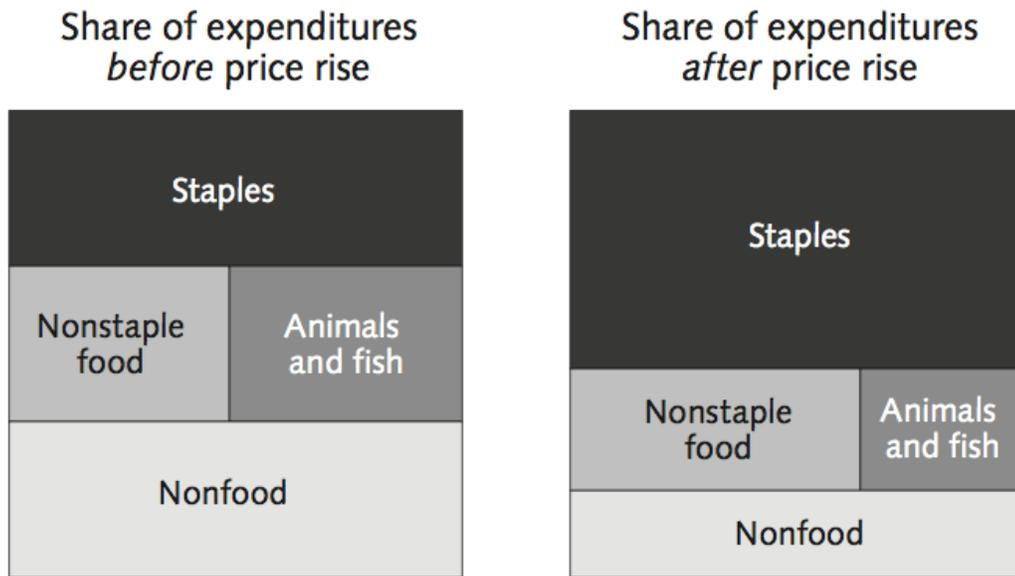 Share of expenditures
before price rise
Staples
Nonstaple
food
Animals
and fish
Nonfood
Share of expenditures
after price rise
Staples
Nonstaple
food
Animals
and fish
Nonfood